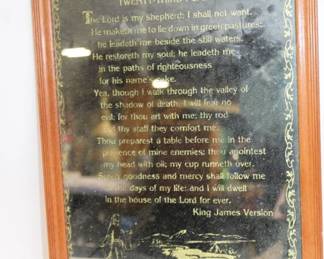 TWENTY-THIRD
The Lord is my shepherd; I shall not want.
He maketh me to lie down in green pastures:
he leadeth me beside the still waters.
He restoreth my soul; he leadeth me
in the paths of righteousness
for his name's sake.
Yea, though I walk through the valley of
the shadow of death, I will fear no
evil: for thou art with me; thy rod
and thy staff they comfort me.
Thou preparest a table before me in the
presence of mine enemies; thou anointest
my head with oil; my cup runneth over.
Surely goodness and mercy shall follow me
all the days of my life: and I will dwell
in the house of the Lord for ever.
King James Version